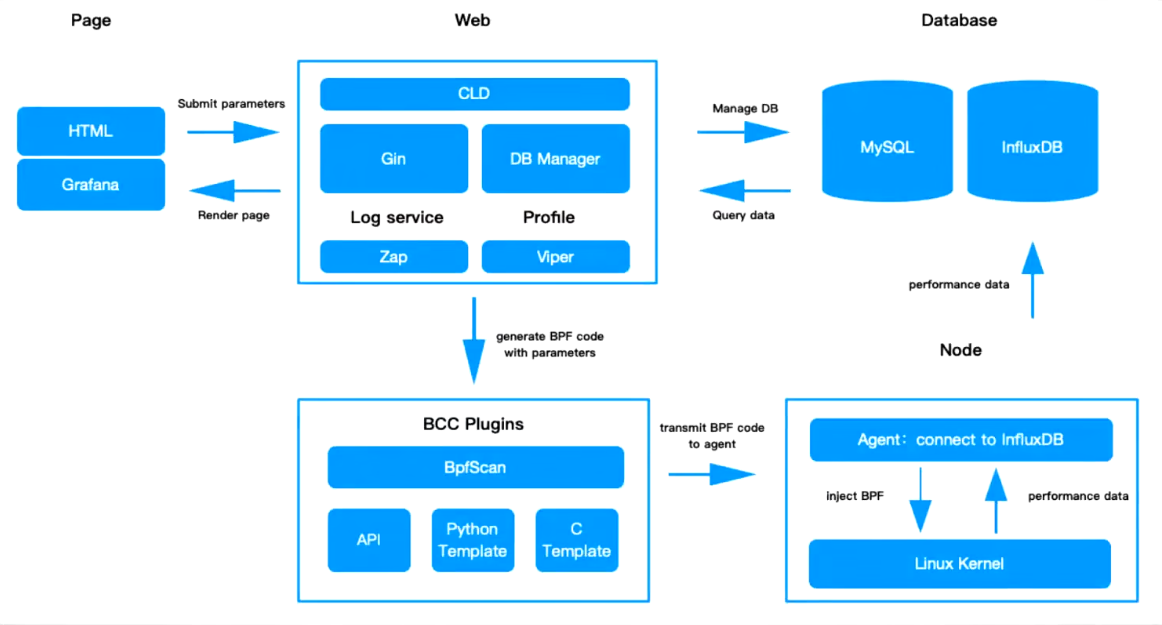 Page
Web
Database
HTML
Grafana
Submit parameters
Render page
CLD
Gin
DB Manager
Log service
Profile
Zap
Viper
Manage DB
Query data
MySQL
InfluxDB
performance data
generate BPF code
with parameters
Node
BCC Plugins
BpfScan
API
Python
Template
C
Template
transmit BPF code
to agent
Agent：connect to InfluxDB
inject BPF
performance data
Linux Kernel